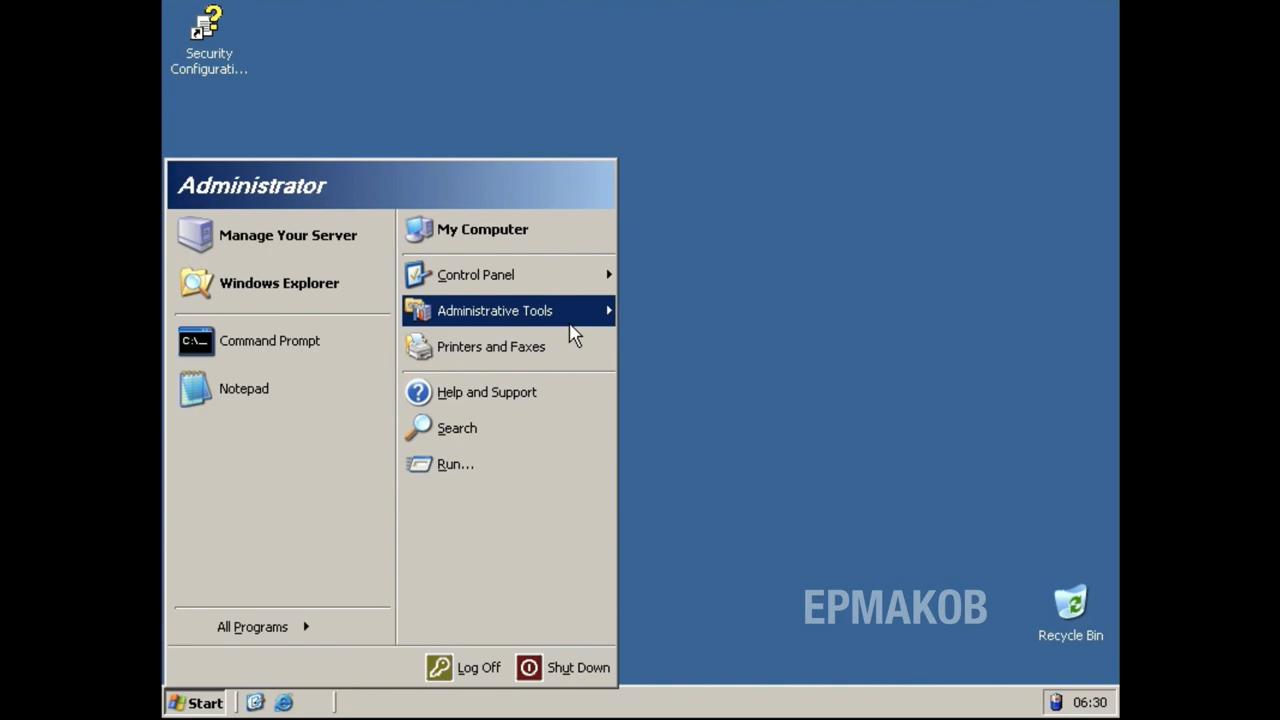 Security
Configurati...
Administrator
Manage Your Server
Windows Explorer
C:\_
Command Prompt
Notepad
All Programs
My Computer
Control Panel
Administrative Tools
Printers and Faxes
Help and Support
Search
Run...
Log Off
Shut Down
ЕРМАКОВ
Recycle Bin
Start
06:30